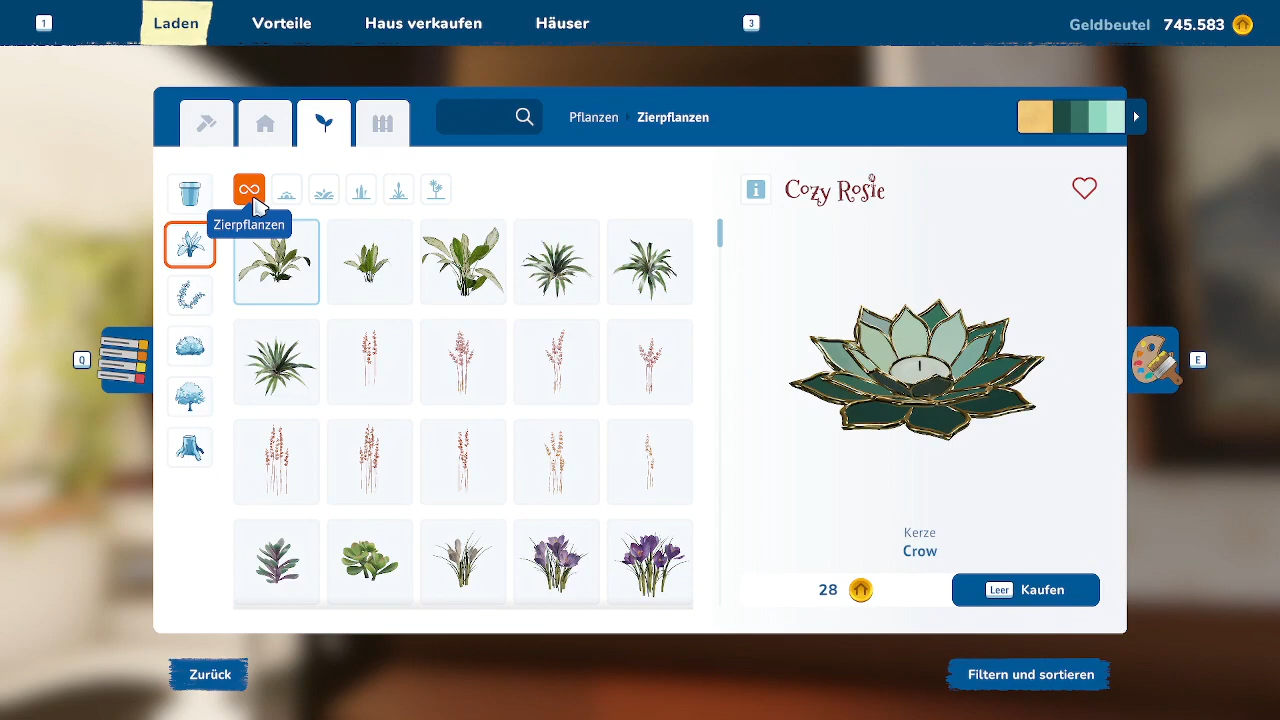 1
Laden
Vorteile
Haus verkaufen
Häuser
3
Geldbeutel 745.583
Pflanzen Zierpflanzen
Zierpflanzen
i
Cozy Rosie
Q
E
Kerze
Crow
28
Leer Kaufen
Zurück
Filtern und sortieren